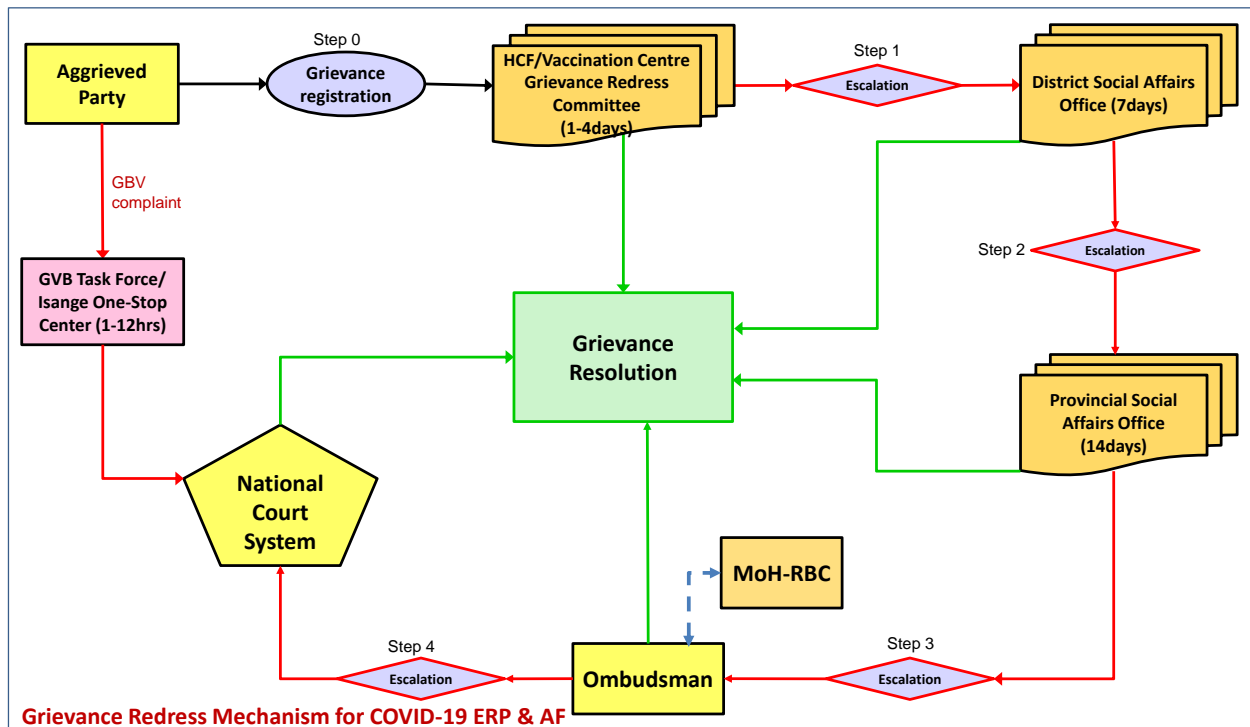 Step 0
Aggrieved
Party
Grievance
registration
HCF/Vaccination Centre
Grievance Redress
Committee
(1-4days)
Step 1
Escalation
District Social Affairs
Office (7days)
GBV
complaint
Step 2
Escalation
GVB Task Force/
Isange One-Stop
Center (1-12hrs)
Grievance
Resolution
Provincial Social
Affairs Office
(14days)
National
Court
System
MoH-RBC
Step 4
Escalation
Ombudsman
Step 3
Escalation
Grievance Redress Mechanism for COVID-19 ERP & AF